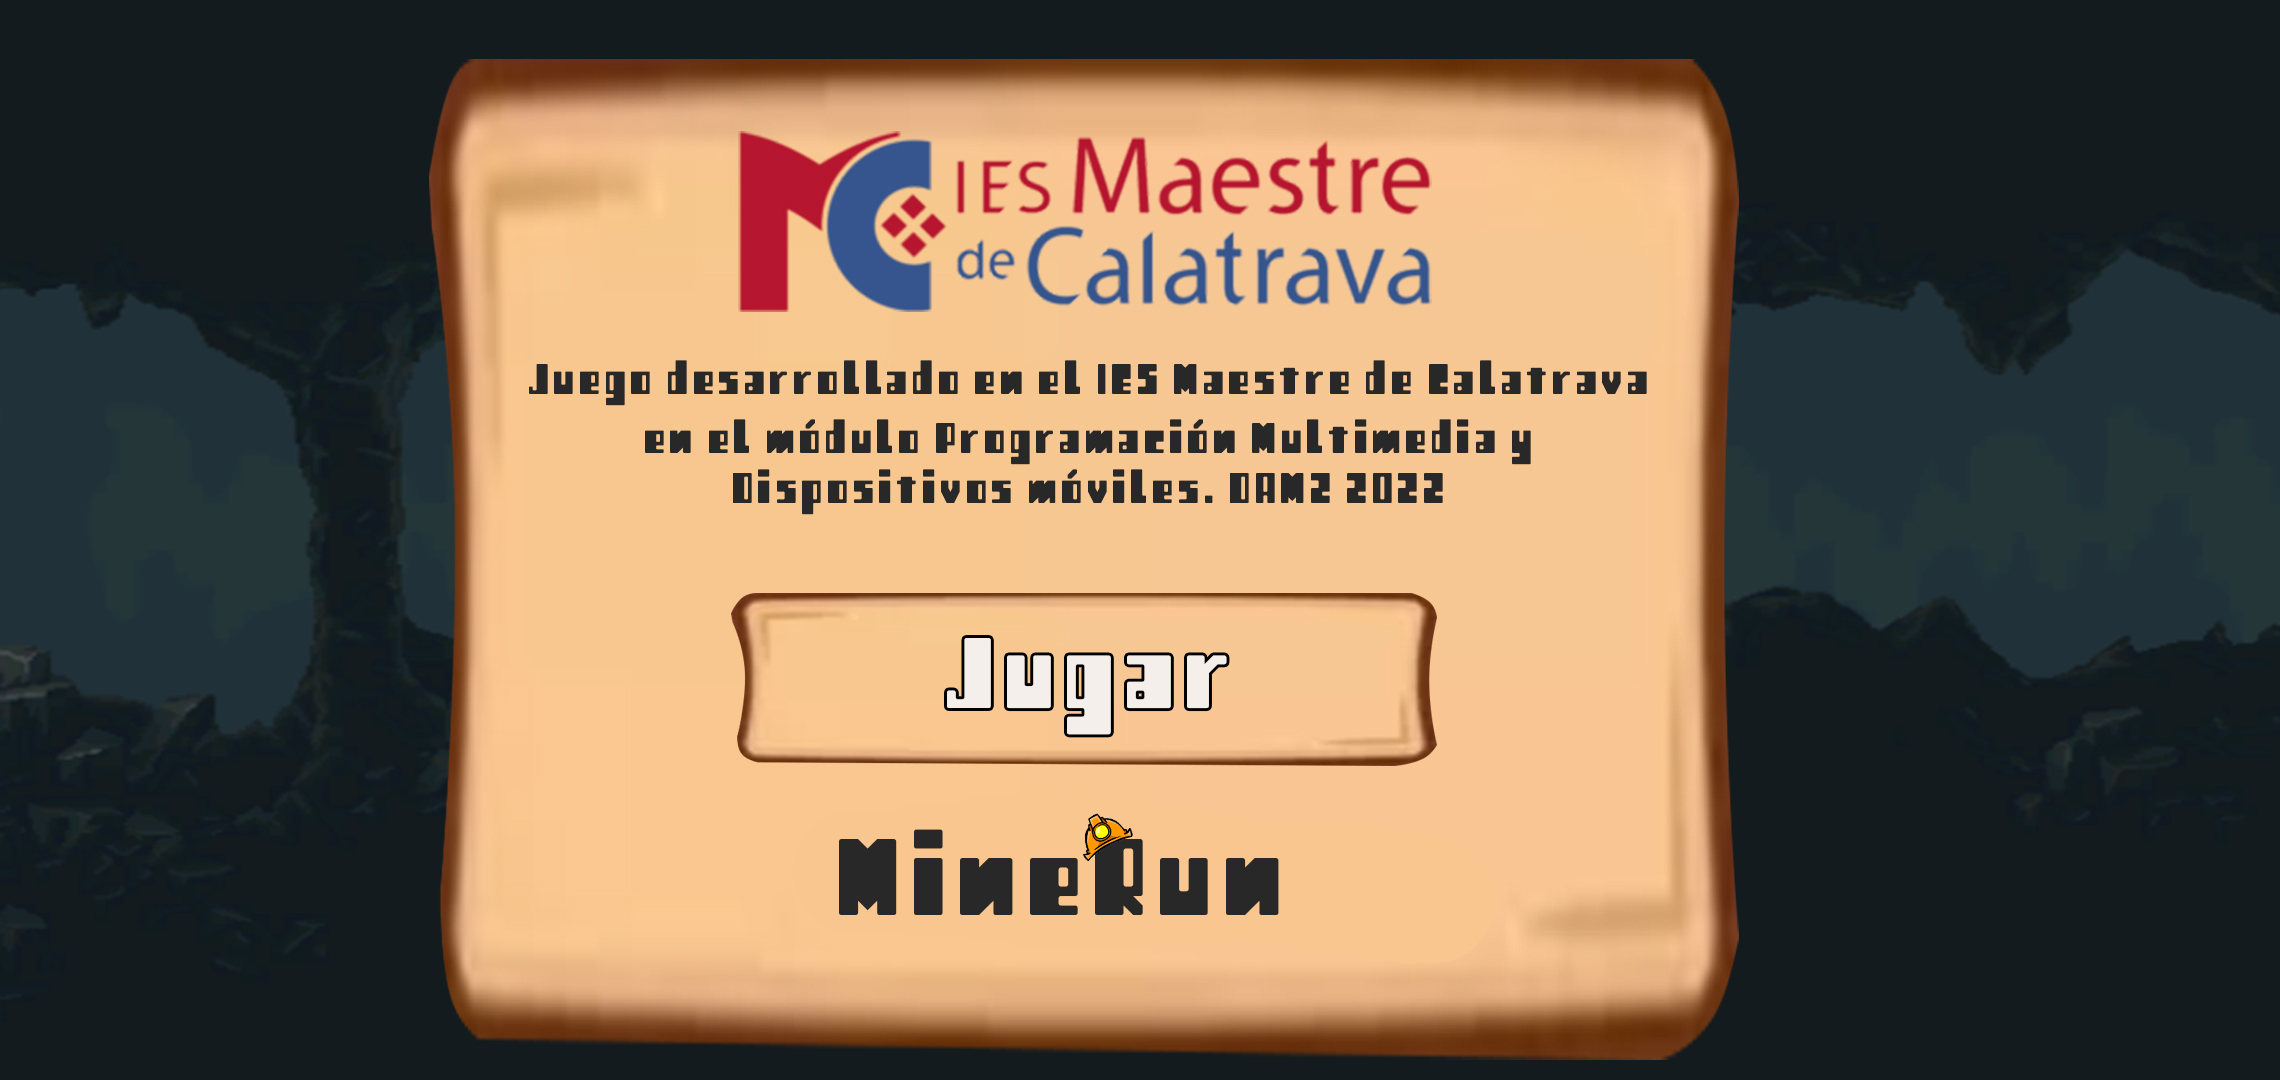 IES Maestre
de Calatrava
Juego desarrollado en el IES Maestre de Calatrava
en el módulo Programación Multimedia y
Dispositivos móviles. DAM2 2022
Jugar
MineRun